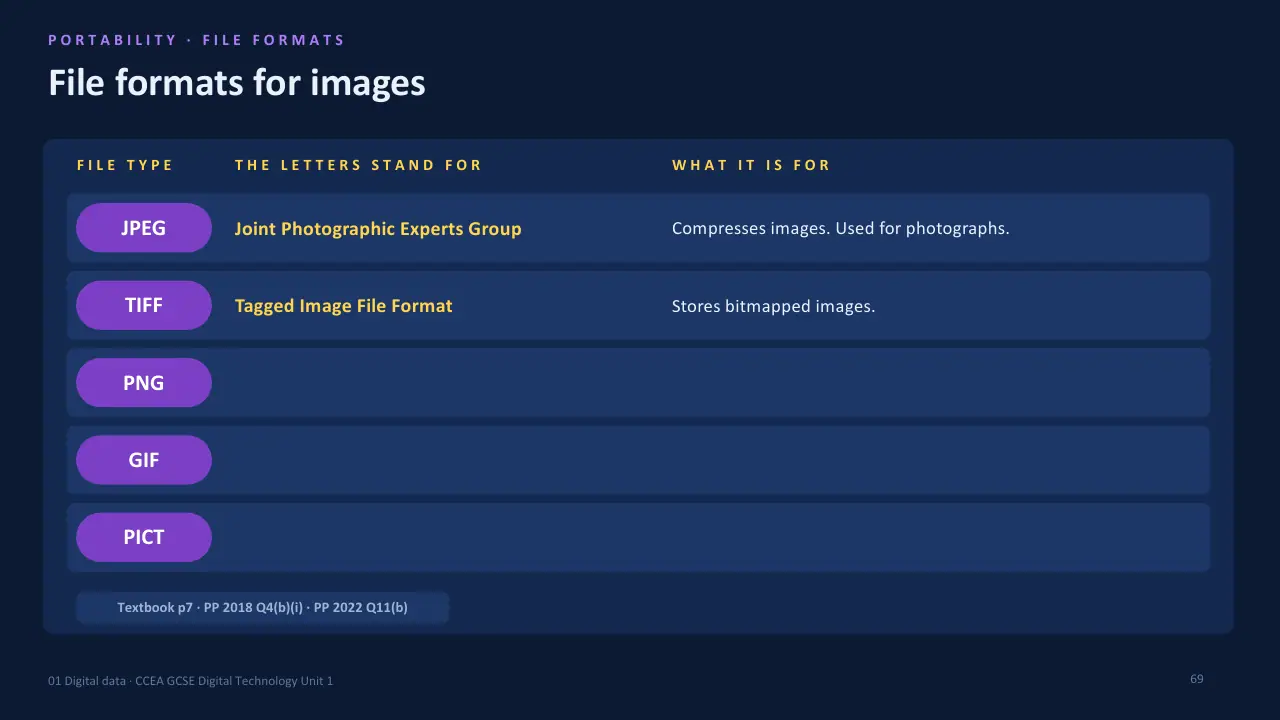 PORTABILITY · FILE FORMATS
File formats for images
FILE TYPE THE LETTERS STAND FOR WHAT IT IS FOR
JPEG Joint Photographic Experts Group Compresses images. Used for photographs.
TIFF Tagged Image File Format Stores bitmapped images.
PNG
GIF
PICT
Textbook p7 · PP 2018 Q4(b)(i) · PP 2022 Q11(b)
01 Digital data · CCEA GCSE Digital Technology Unit 1 69